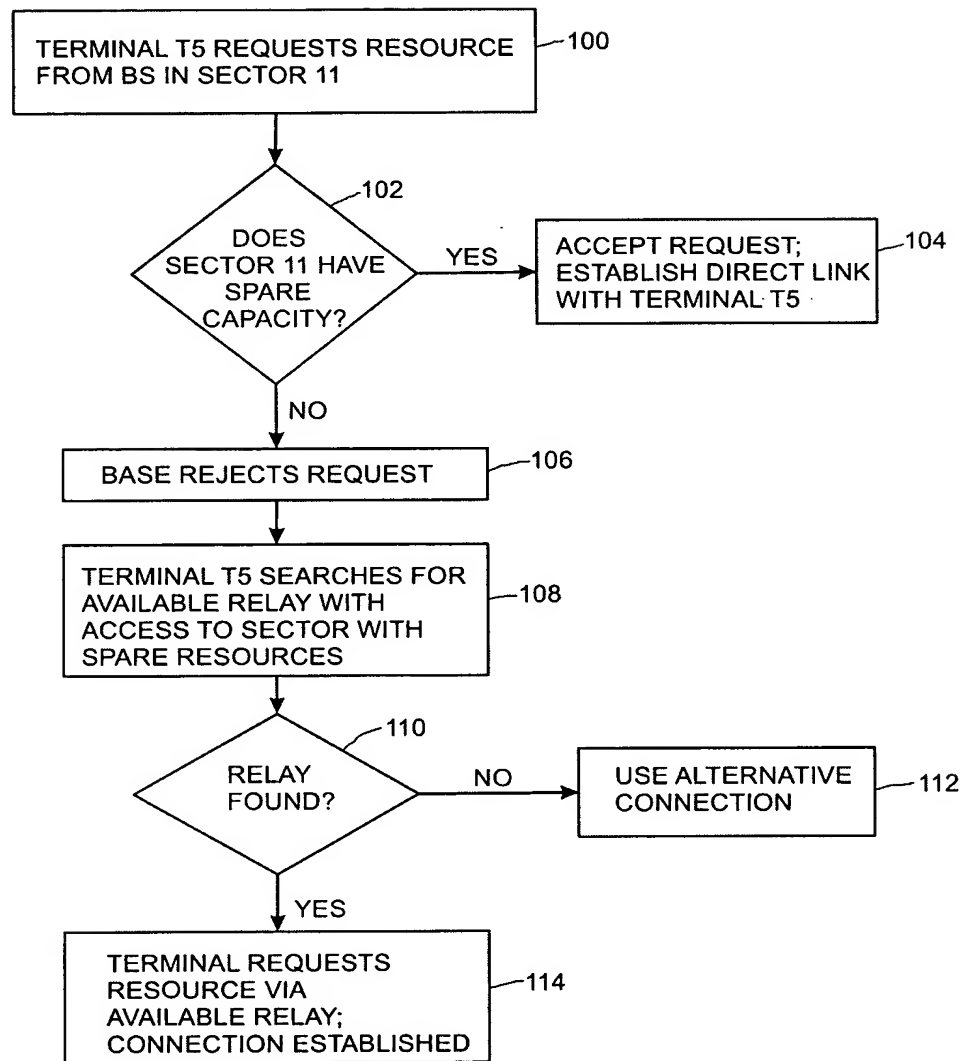 TERMINAL T5 REQUESTS RESOURCE
FROM BS IN SECTOR 11
100
102
DOES
SECTOR 11 HAVE
SPARE
CAPACITY?
YES
ACCEPT REQUEST;
ESTABLISH DIRECT LINK
WITH TERMINAL T5
104
NO
BASE REJECTS REQUEST
106
TERMINAL T5 SEARCHES FOR
AVAILABLE RELAY WITH
ACCESS TO SECTOR WITH
SPARE RESOURCES
108
110
RELAY
FOUND?
NO
USE ALTERNATIVE
CONNECTION
112
YES
TERMINAL REQUESTS
RESOURCE VIA
AVAILABLE RELAY;
CONNECTION ESTABLISHED
114